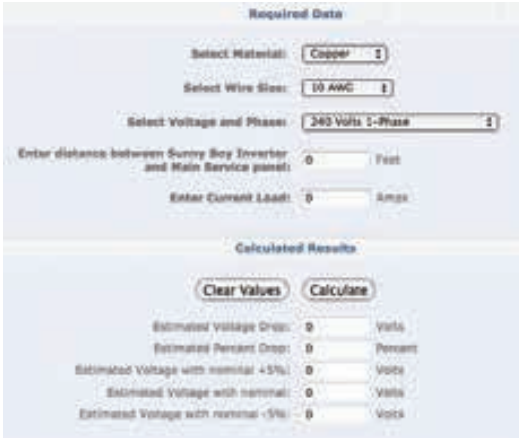 Required Data
Select Material: Copper
Select Wire Size: 10 AWG
Select Voltage and Phase: 240 Volts 1-Phase
Enter distance between Sunny Boy Inverter
and Main Service panel: 0 Feet
Enter Current Load: 0 Amps
Calculated Results
Clear Values Calculate
Estimated Voltage Drop: 0 Volts
Estimated Percent Drop: 0 Percent
Estimated Voltage with nominal +5%: 0 Volts
Estimated Voltage with nominal: 0 Volts
Estimated Voltage with nominal -5%: 0 Volts